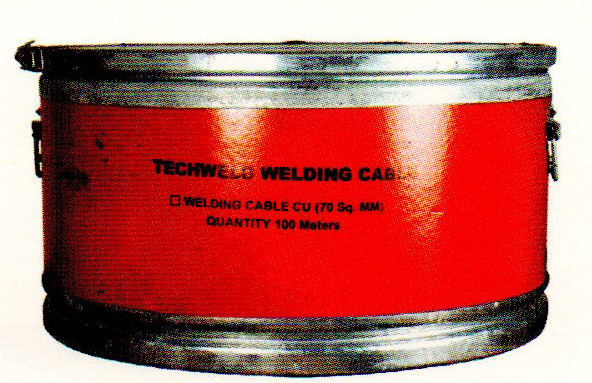 TECHWELD WELDING CABLE
☐ WELDING CABLE CU (70 Sq. MM)
QUANTITY 100 Meters